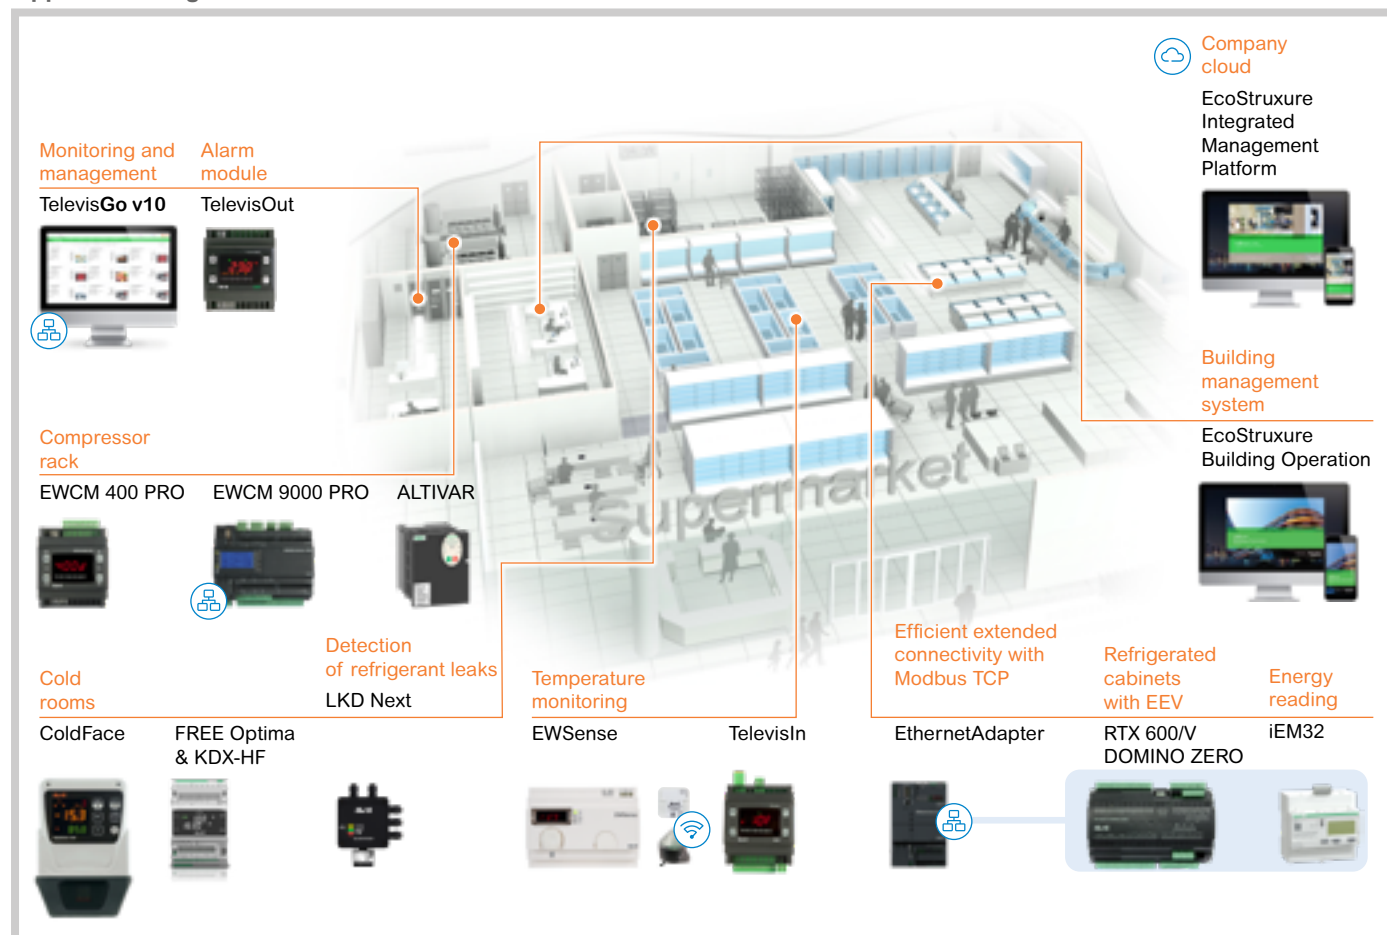 Company
cloud
EcoStruxure
Integrated
Management
Platform
Monitoring and
management
TelevisGo v10
Alarm
module
TelevisOut
Building
management
system
EcoStruxure
Building Operation
Compressor
rack
EWCM 400 PRO
EWCM 9000 PRO
ALTIVAR
Supermarket
Detection
of refrigerant leaks
LKD Next
Cold
rooms
ColdFace
FREE Optima
& KDX-HF
Temperature
monitoring
EWSense
TelevisIn
Efficient extended
connectivity with
Modbus TCP
EthernetAdapter
Refrigerated
cabinets
with EEV
RTX 600/V
DOMINO ZERO
Energy
reading
iEM32